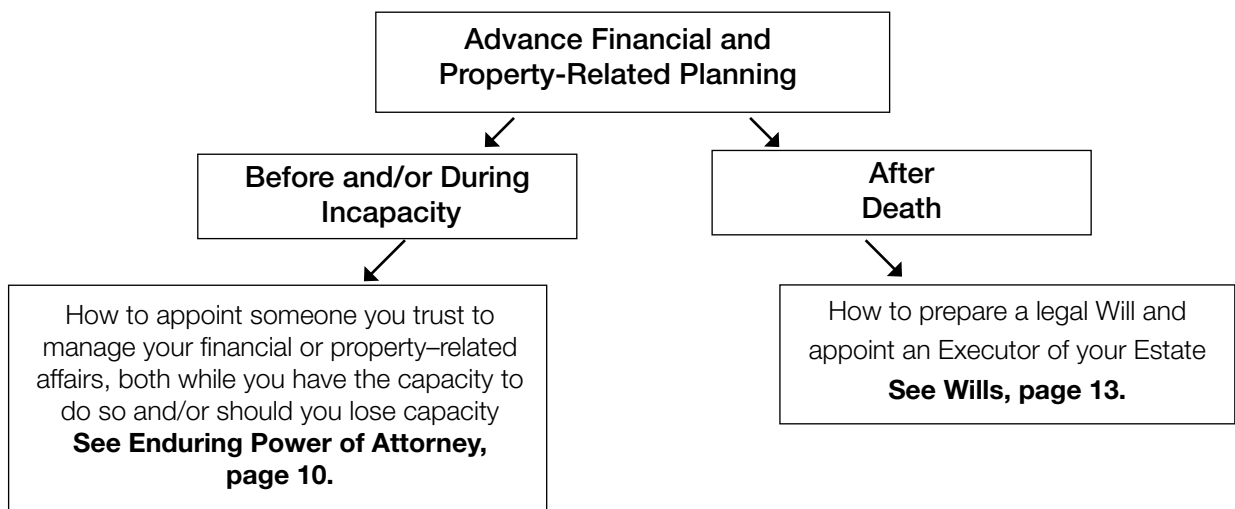 Advance Financial and
Property-Related Planning
Before and/or During
Incapacity
After
Death
How to appoint someone you trust to
manage your financial or property–related
affairs, both while you have the capacity to
do so and/or should you lose capacity
See Enduring Power of Attorney,
page 10.
How to prepare a legal Will and
appoint an Executor of your Estate
See Wills, page 13.